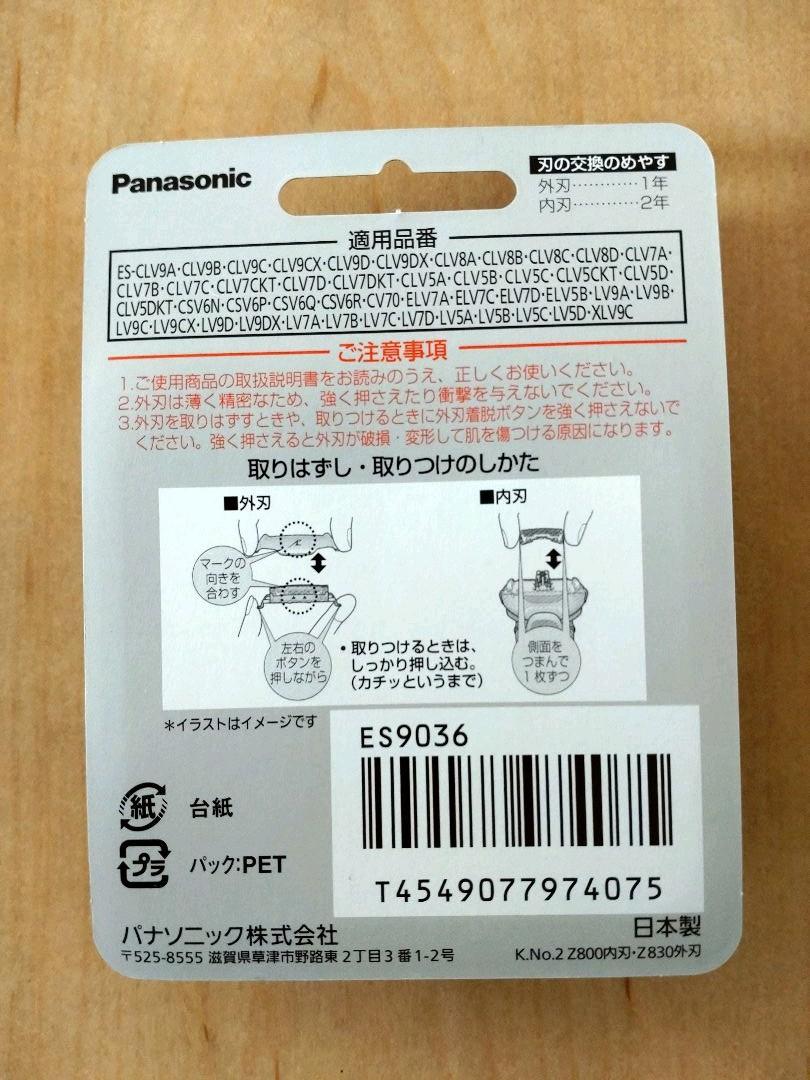 Panasonic
刃の交換のめやす
外刃…………1年
内刃…………2年
適用品番
ES-CLV9A・CLV9B・CLV9C・CLV9CX・CLV9D・CLV9DX・CLV8A・CLV8B・CLV8C・CLV8D・CLV7A・
CLV7B・CLV7C・CLV7CKT・CLV7D・CLV7DKT・CLV5A・CLV5B・CLV5C・CLV5CKT・CLV5D・
CLV5DKT・CSV6N・CSV6P・CSV6Q・CSV6R・CV70・ELV7A・ELV7C・ELV7D・ELV5B・LV9A・LV9B・
LV9C・LV9CX・LV9D・LV9DX・LV7A・LV7B・LV7C・LV7D・LV5A・LV5B・LV5C・LV5D・XLV9C
ご注意事項
1.ご使用商品の取扱説明書をお読みのうえ、正しくお使いください。
2.外刃は薄く精密なため、強く押さえたり衝撃を与えないでください。
3.外刃を取りはずすときや、取りつけるときに外刃着脱ボタンを強く押さえないで
ください。強く押さえると外刃が破損・変形して肌を傷つける原因になります。
取りはずし・取りつけのしかた
■外刃
■内刃
マークの
向きを
合わす
左右の
ボタンを
押しながら
・取りつけるときは、
しっかり押し込む。
(カチッというまで)
側面を
つまんで
1枚ずつ
＊イラストはイメージです
ES9036
紙 台紙
プラ パック:PET
T4549077974075
パナソニック株式会社
日本製
〒525-8555 滋賀県草津市野路東2丁目3番1-2号
K.No.2 Z800内刃・Z830外刃